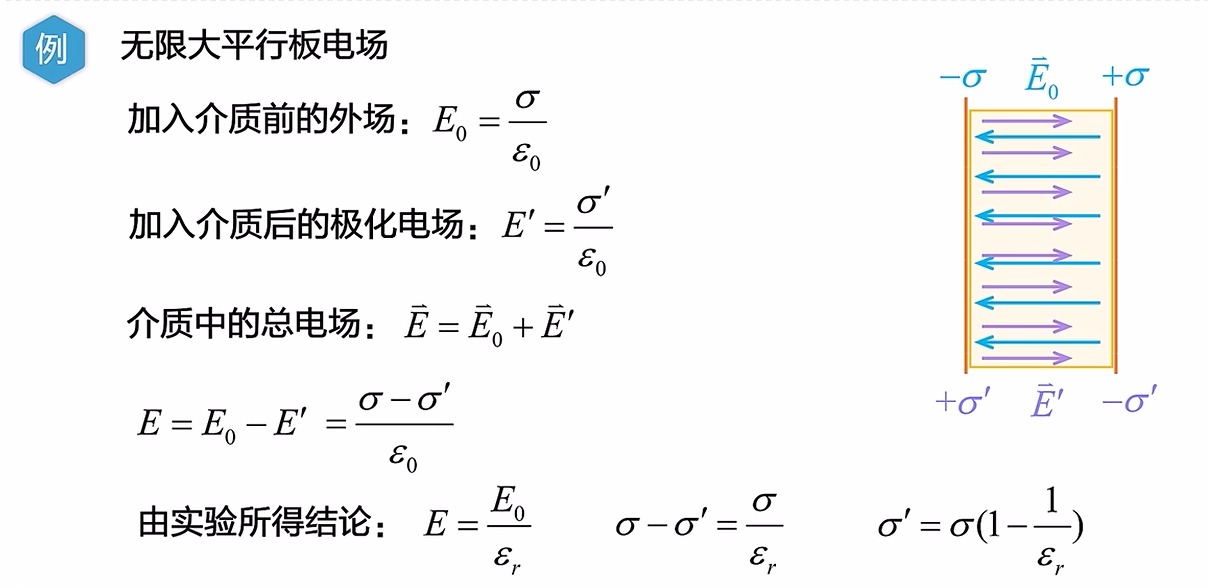 例 无限大平行板电场
加入介质前的外场：$E_0 = \frac{\sigma}{\varepsilon_0}$
加入介质后的极化电场：$E' = \frac{\sigma'}{\varepsilon_0}$
介质中的总电场：$\vec{E} = \vec{E}_0 + \vec{E}'$
$E = E_0 - E' = \frac{\sigma - \sigma'}{\varepsilon_0}$
由实验所得结论：$E = \frac{E_0}{\varepsilon_r}$ $\sigma - \sigma' = \frac{\sigma}{\varepsilon_r}$ $\sigma' = \sigma(1 - \frac{1}{\varepsilon_r})$
$-\sigma$ $\vec{E}_0$ $+\sigma$
$+\sigma'$ $\vec{E}'$ $-\sigma'$